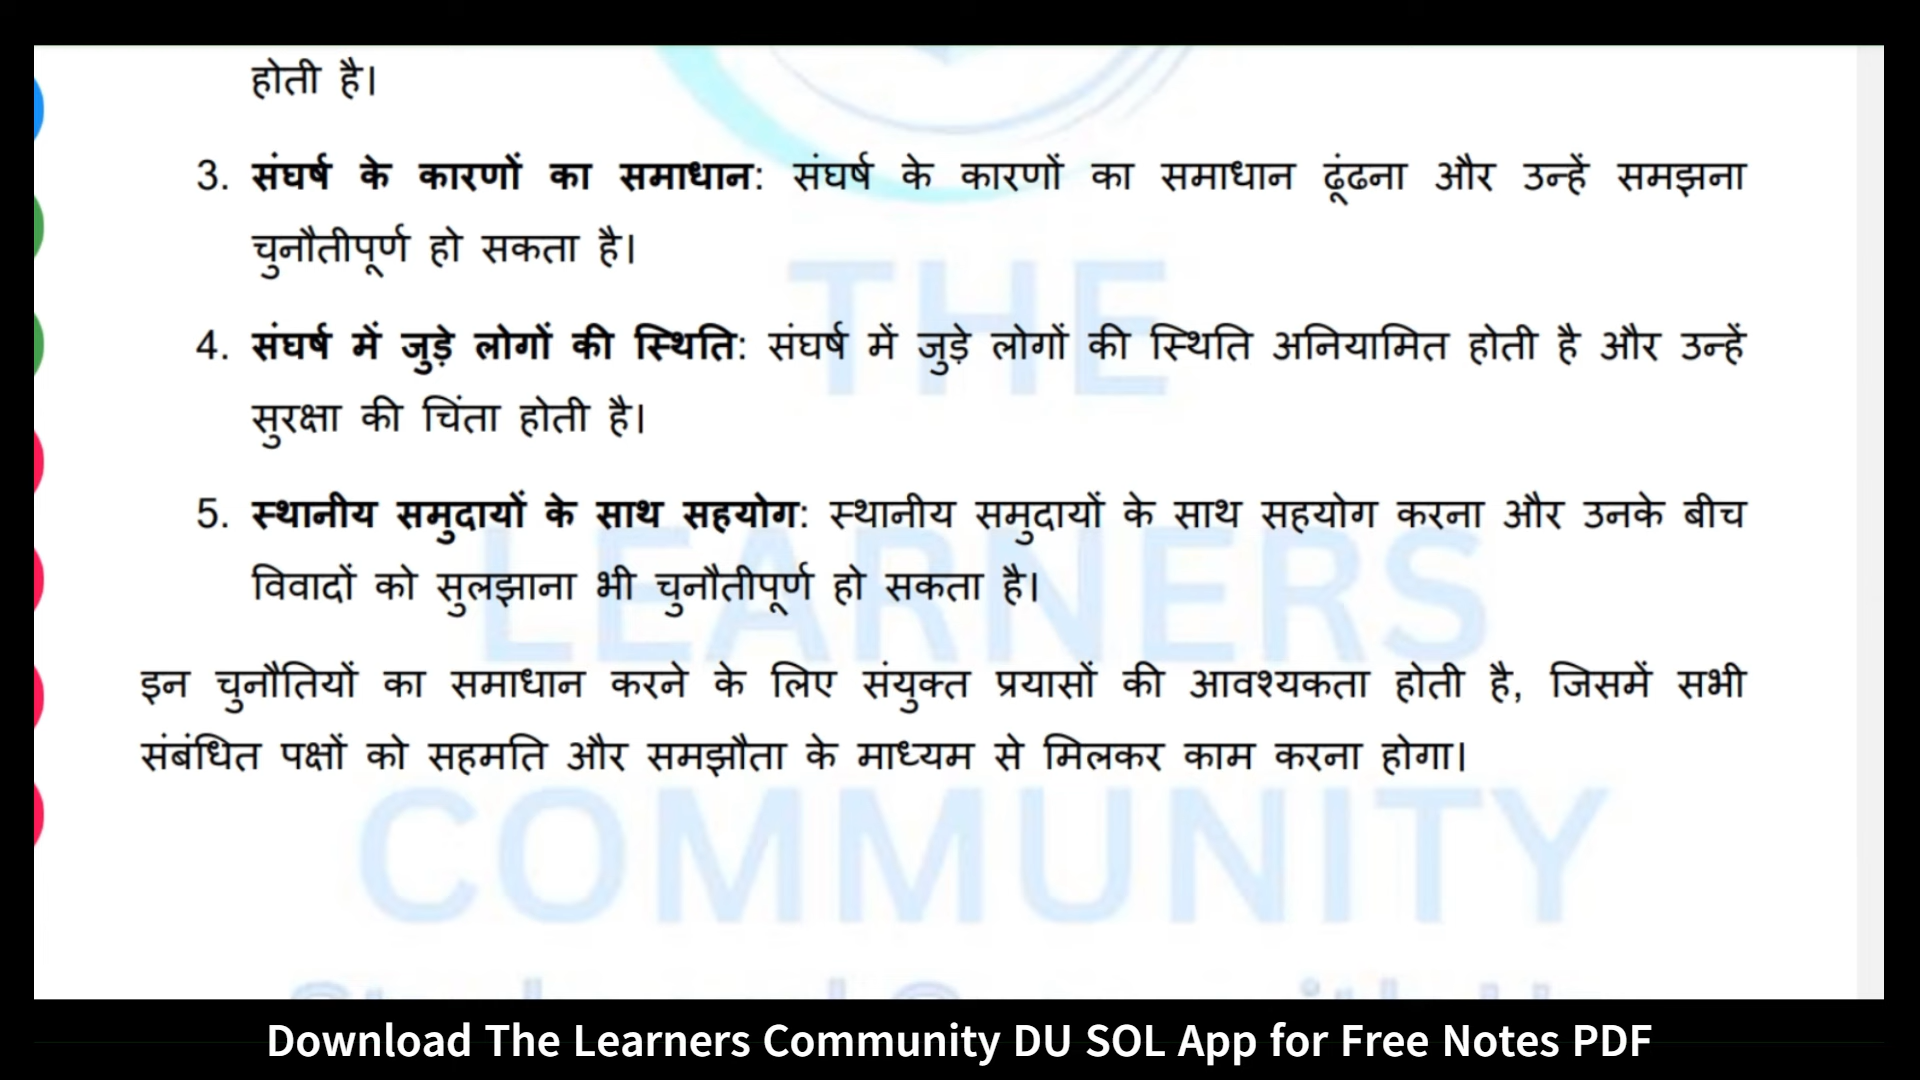 होती है।
3. संघर्ष के कारणों का समाधान: संघर्ष के कारणों का समाधान ढूंढना और उन्हें समझना
चुनौतीपूर्ण हो सकता है।
THE
4. संघर्ष में जुड़े लोगों की स्थिति: संघर्ष में जुड़े लोगों की स्थिति अनियामित होती है और उन्हें
सुरक्षा की चिंता होती है।
5. स्थानीय समुदायों के साथ सहयोग: स्थानीय समुदायों के साथ सहयोग करना और उनके बीच
विवादों को सुलझाना भी चुनौतीपूर्ण हो सकता है।
LEARNERS
इन चुनौतियों का समाधान करने के लिए संयुक्त प्रयासों की आवश्यकता होती है, जिसमें सभी
संबंधित पक्षों को सहमति और समझौता के माध्यम से मिलकर काम करना होगा।
COMMUNITY
Download The Learners Community DU SOL App for Free Notes PDF